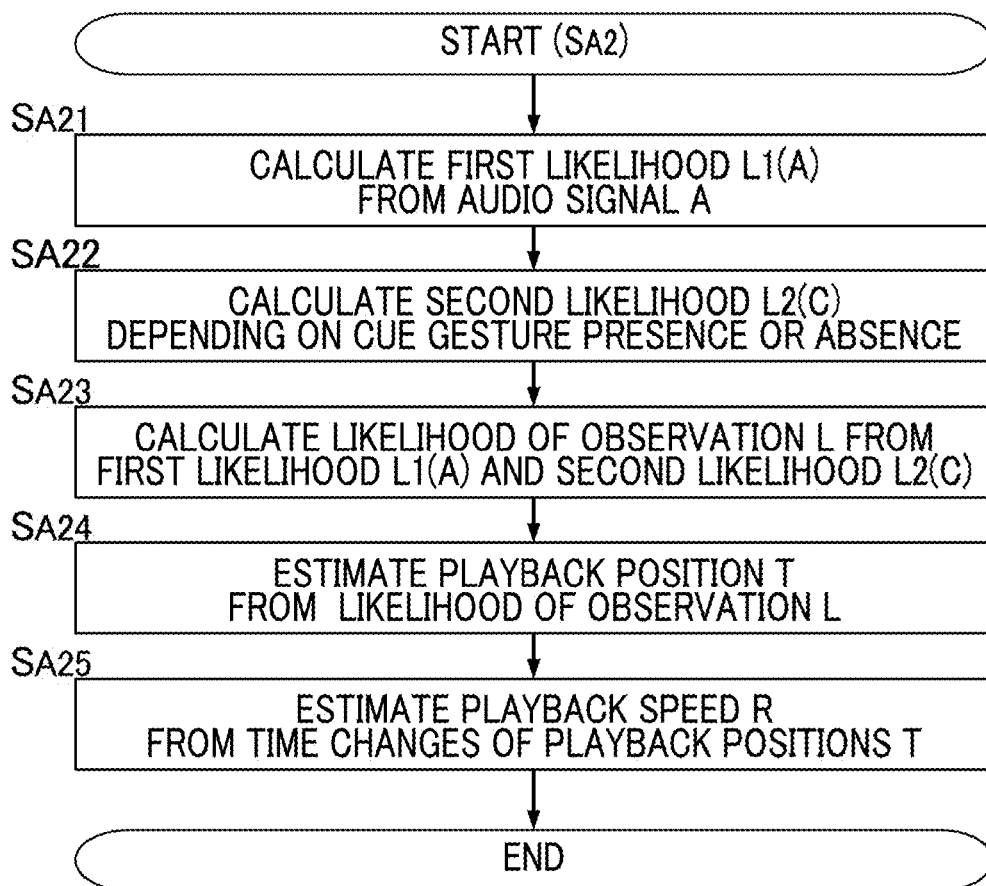 START (SA2)
SA21
CALCULATE FIRST LIKELIHOOD L1(A)
FROM AUDIO SIGNAL A
SA22
CALCULATE SECOND LIKELIHOOD L2(C)
DEPENDING ON CUE GESTURE PRESENCE OR ABSENCE
SA23
CALCULATE LIKELIHOOD OF OBSERVATION L FROM
FIRST LIKELIHOOD L1(A) AND SECOND LIKELIHOOD L2(C)
SA24
ESTIMATE PLAYBACK POSITION T
FROM LIKELIHOOD OF OBSERVATION L
SA25
ESTIMATE PLAYBACK SPEED R
FROM TIME CHANGES OF PLAYBACK POSITIONS T
END